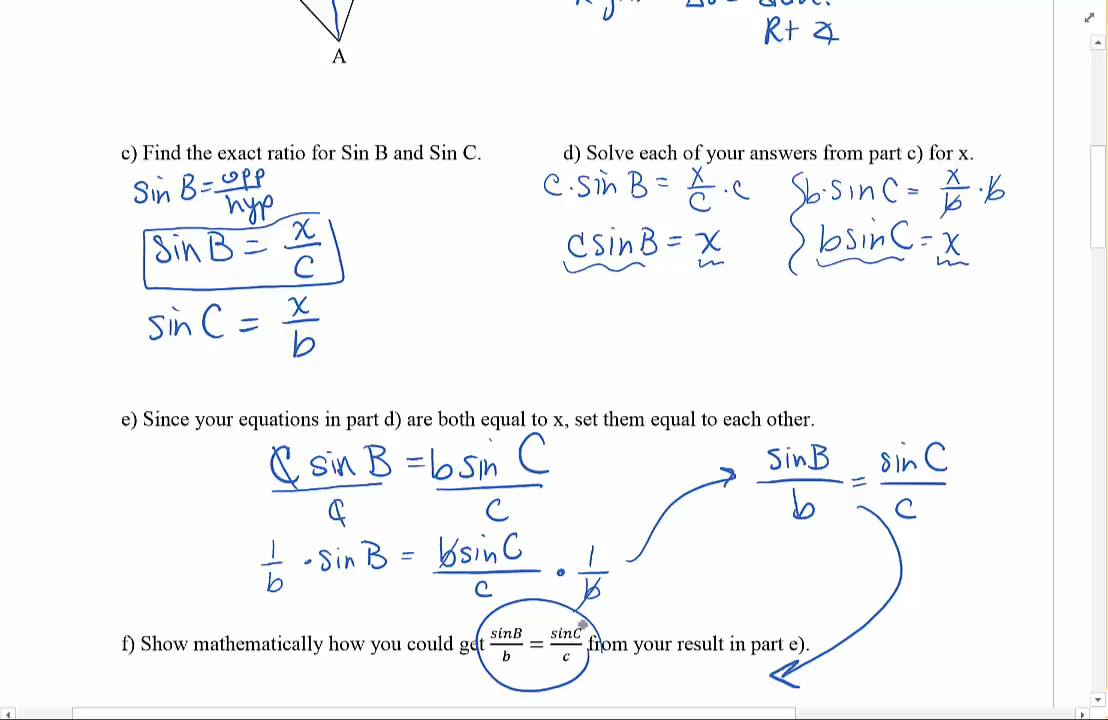 Rt ∡
A
c) Find the exact ratio for Sin B and Sin C.
d) Solve each of your answers from part c) for x.
sin B = opp/hyp
sin B = x/c
sin C = x/b
c · sin B = x/c · c
c sin B = x
b · sin C = x/b · b
b sin C = x
e) Since your equations in part d) are both equal to x, set them equal to each other.
c sin B/c = b sin C/c
1/b · sin B = b sin C/c · 1/b
sin B/b = sin C/c
f) Show mathematically how you could get sinB/b = sinC/c from your result in part e).